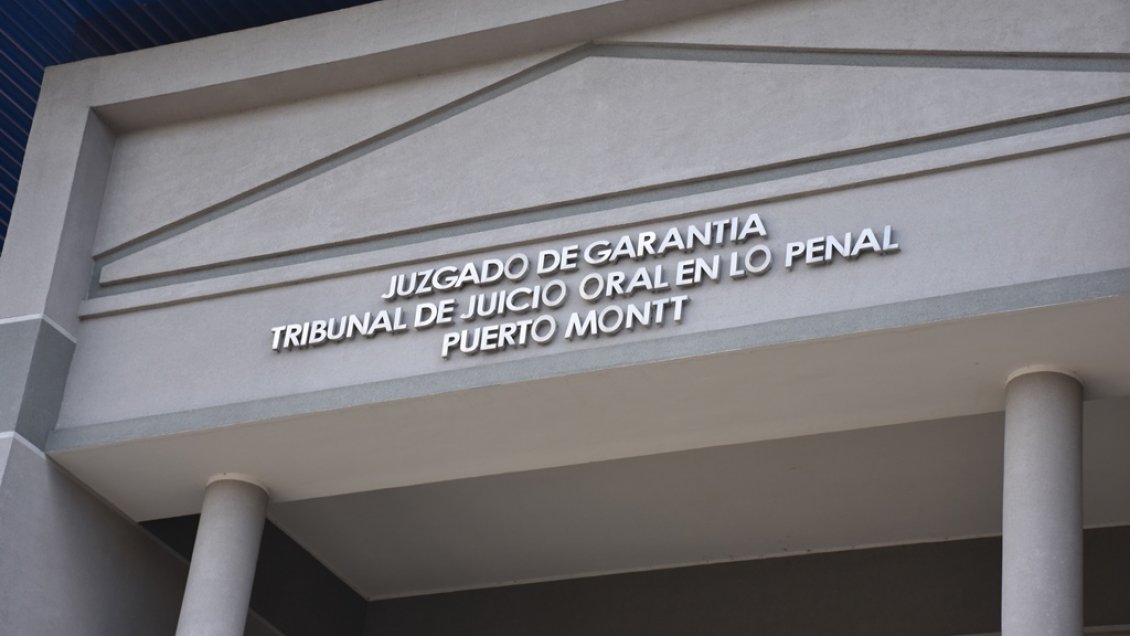 JUZGADO DE GARANTIA
TRIBUNAL DE JUICIO ORAL EN LO PENAL
PUERTO MONTT